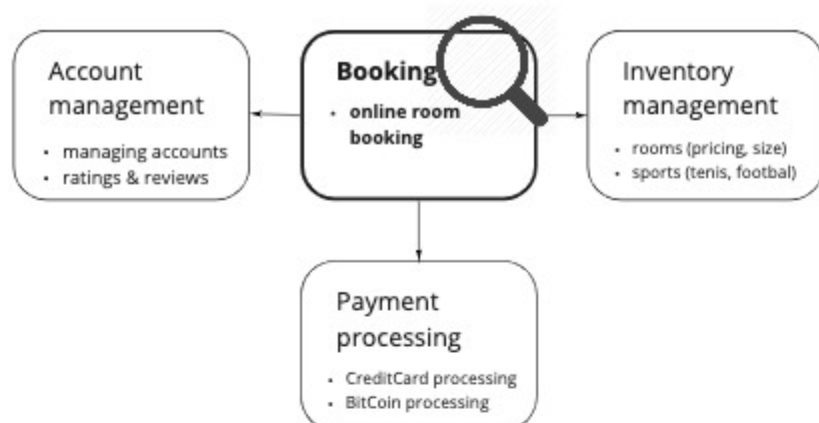 Account
management
• managing accounts
• ratings & reviews
Booking
• online room
booking
Inventory
management
• rooms (pricing, size)
• sports (tenis, footbal)
Payment
processing
• CreditCard processing
• BitCoin processing